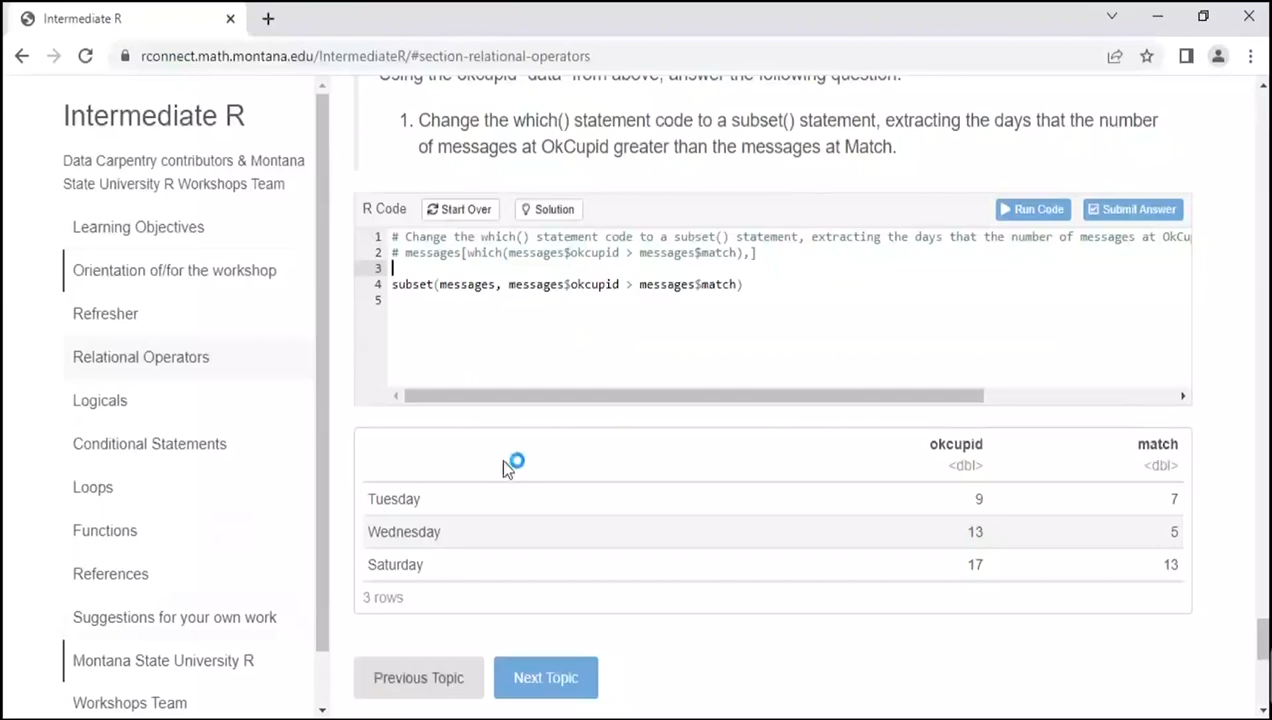 Intermediate R
rconnect.math.montana.edu/IntermediateR/#section-relational-operators
Intermediate R
Data Carpentry contributors & Montana
State University R Workshops Team
Learning Objectives
Orientation of/for the workshop
Refresher
Relational Operators
Logicals
Conditional Statements
Loops
Functions
References
Suggestions for your own work
Montana State University R
Workshops Team
Using the okcupid data from above, answer the following question:
1. Change the which() statement code to a subset() statement, extracting the days that the number
of messages at OkCupid greater than the messages at Match.
R Code Start Over Solution Run Code Submit Answer
1 # Change the which() statement code to a subset() statement, extracting the days that the number of messages at OkCu
2 # messages[which(messages$okcupid > messages$match),]
3
4 subset(messages, messages$okcupid > messages$match)
5
okcupid match
<dbl> <dbl>
Tuesday 9 7
Wednesday 13 5
Saturday 17 13
3 rows
Previous Topic Next Topic